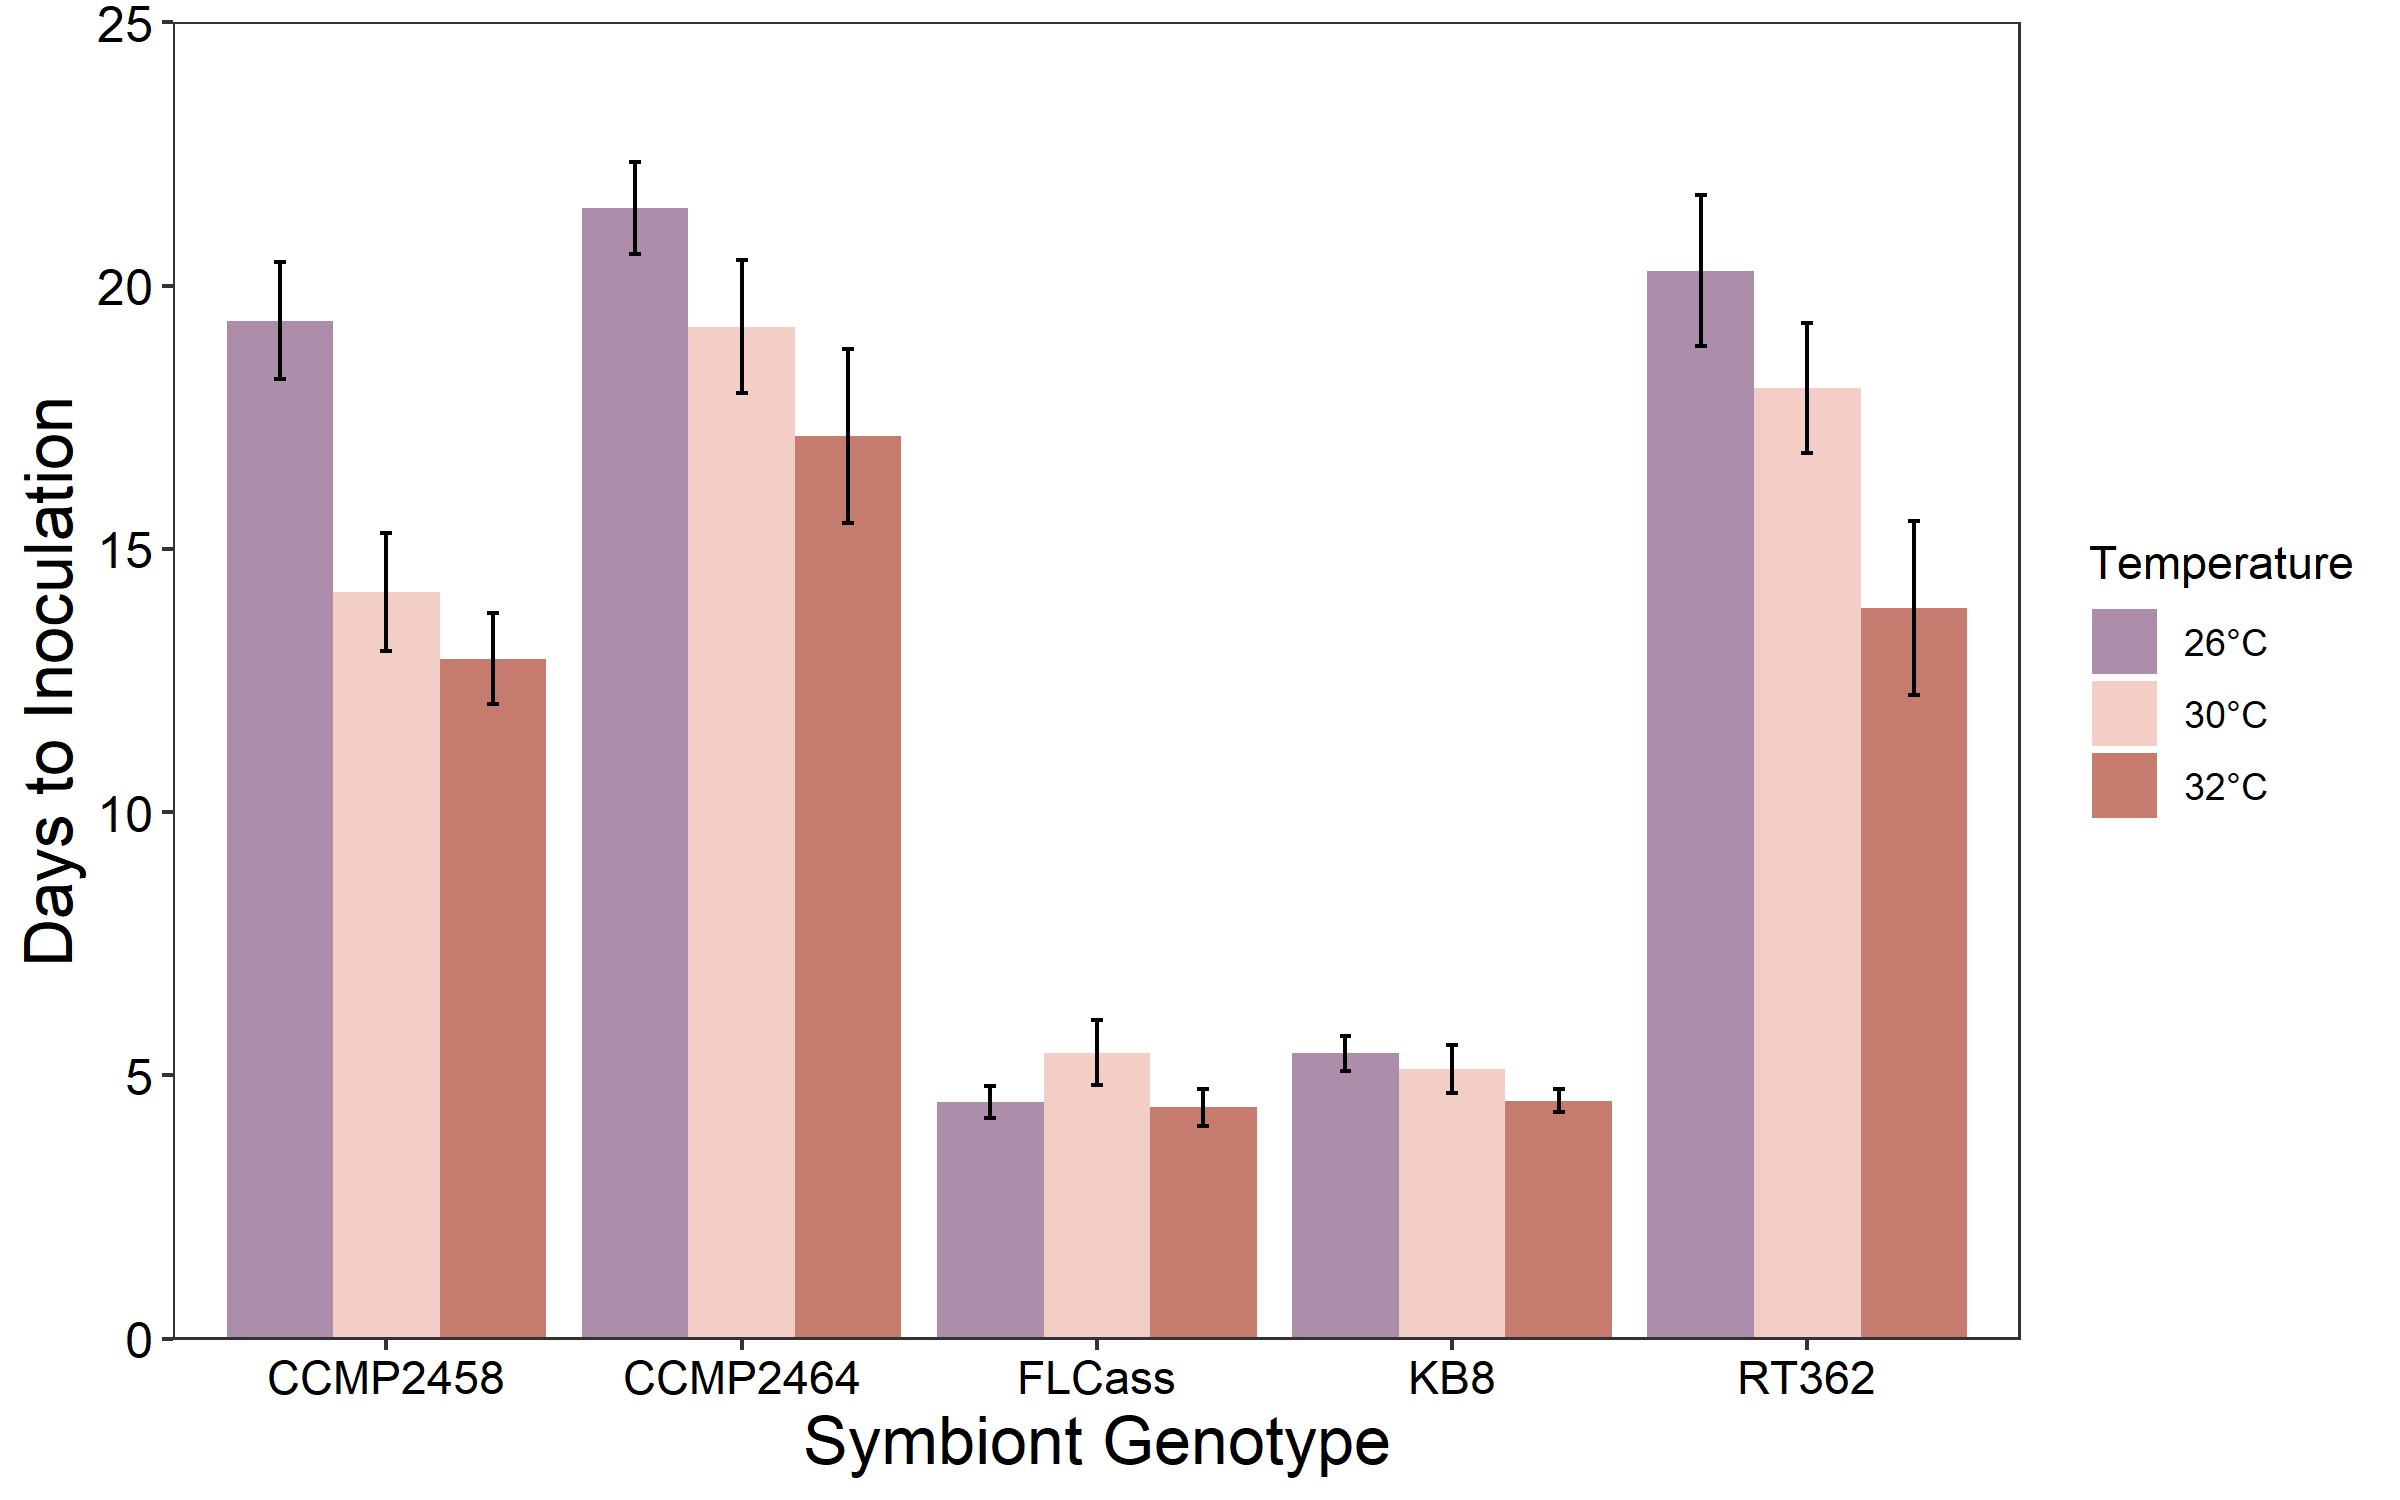 25
20
15
10
5
0
Days to Inoculation
CCMP2458
CCMP2464
FLCass
KB8
RT362
Symbiont Genotype
Temperature
26°C
30°C
32°C